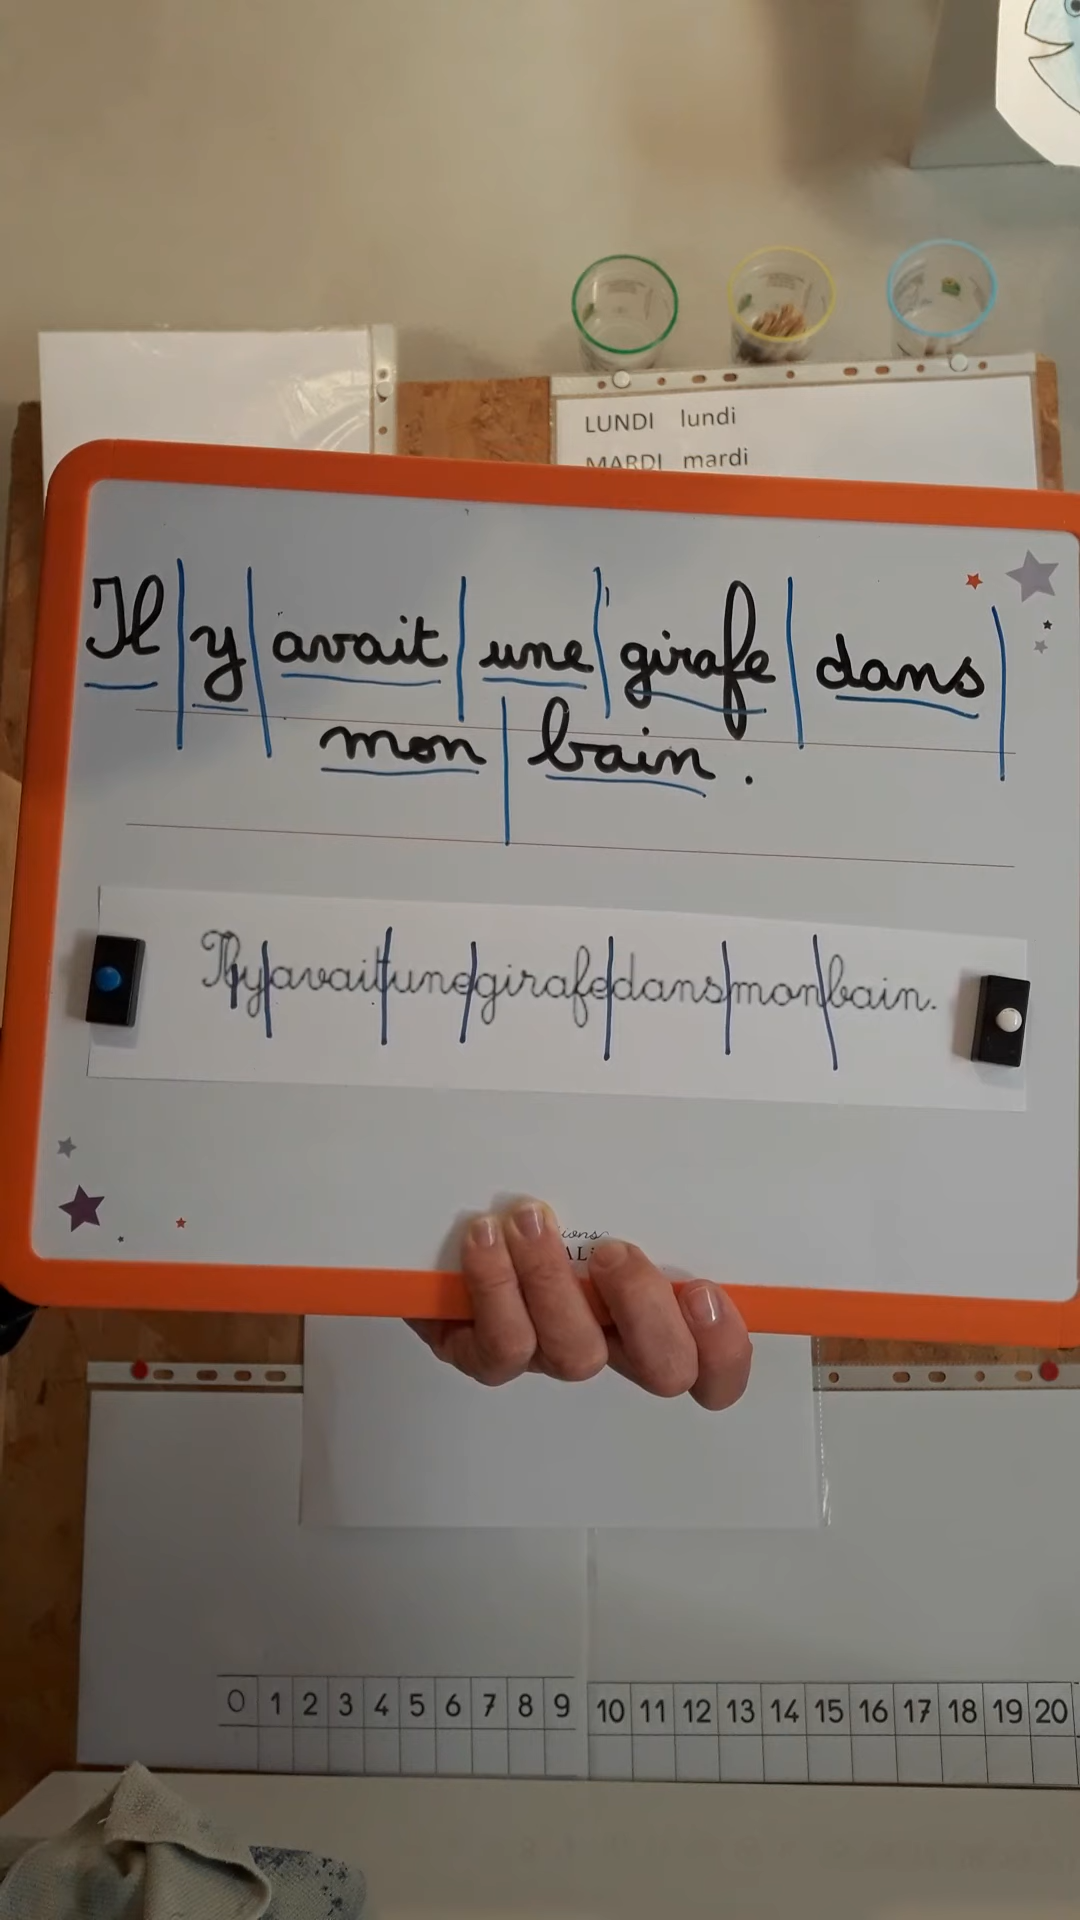 LUNDI lundi
MARDI mardi
Il y avait une girafe dans
mon bain.
Ilyavaitunegirafedansmonbain.
0 1 2 3 4 5 6 7 8 9 10 11 12 13 14 15 16 17 18 19 20